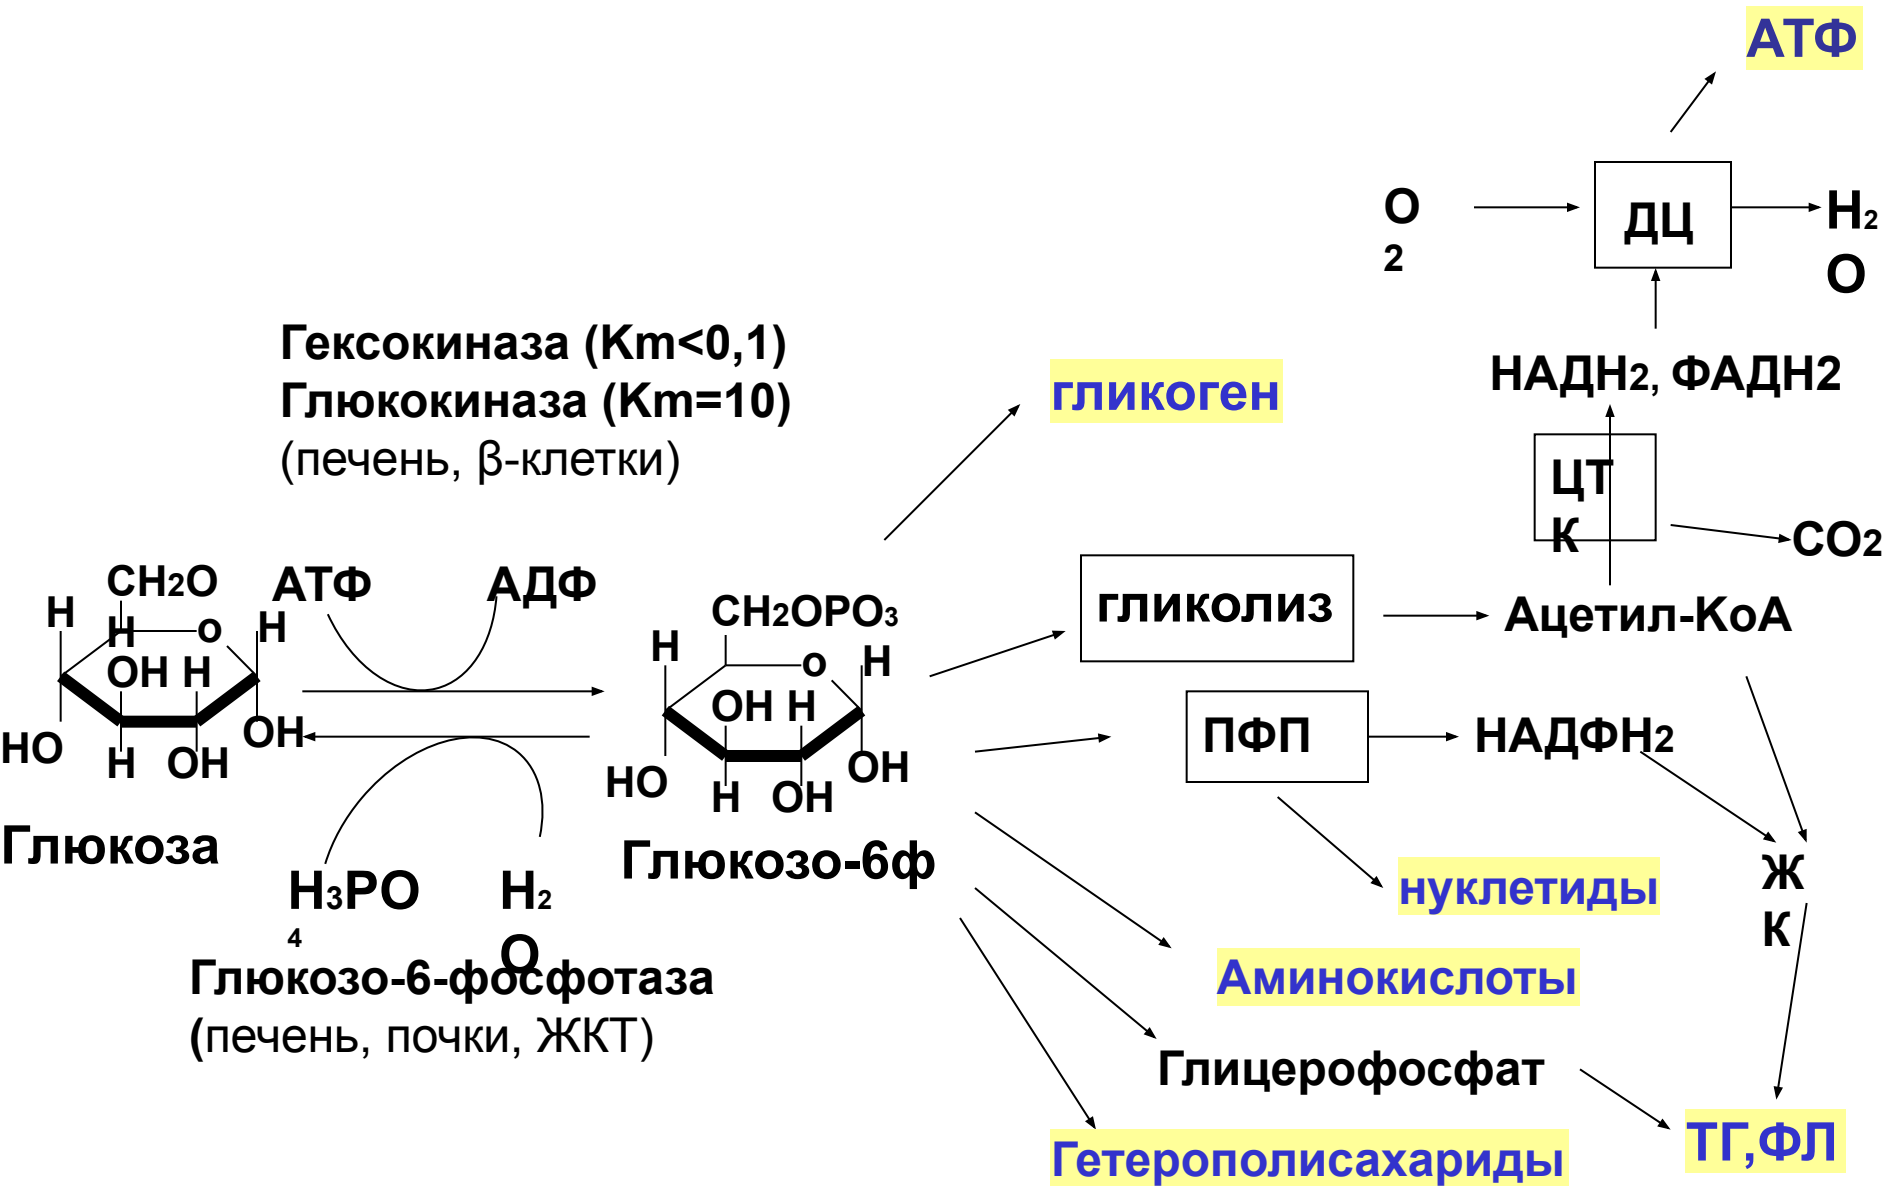 АТФ
О
2
ДЦ
Н2
О
Гексокиназа (Km<0,1)
Глюкокиназа (Km=10)
(печень, β-клетки)
гликоген
НАДН2, ФАДН2
ЦТ
К
СО2
CH2O
H
H
o
H
OH
H
HO
H
OH
OH
АТФ
АДФ
CH2OPO3
H
o
H
OH
H
HO
H
OH
OH
гликолиз
Ацетил-КоА
ПФП
НАДФН2
Глюкоза
H3PO
4
H2
O
Глюкозо-6ф
Глюкозо-6-фосфотаза
(печень, почки, ЖКТ)
нуклетиды
Ж
К
Аминокислоты
Глицерофосфат
Гетерополисахариды
ТГ,ФЛ